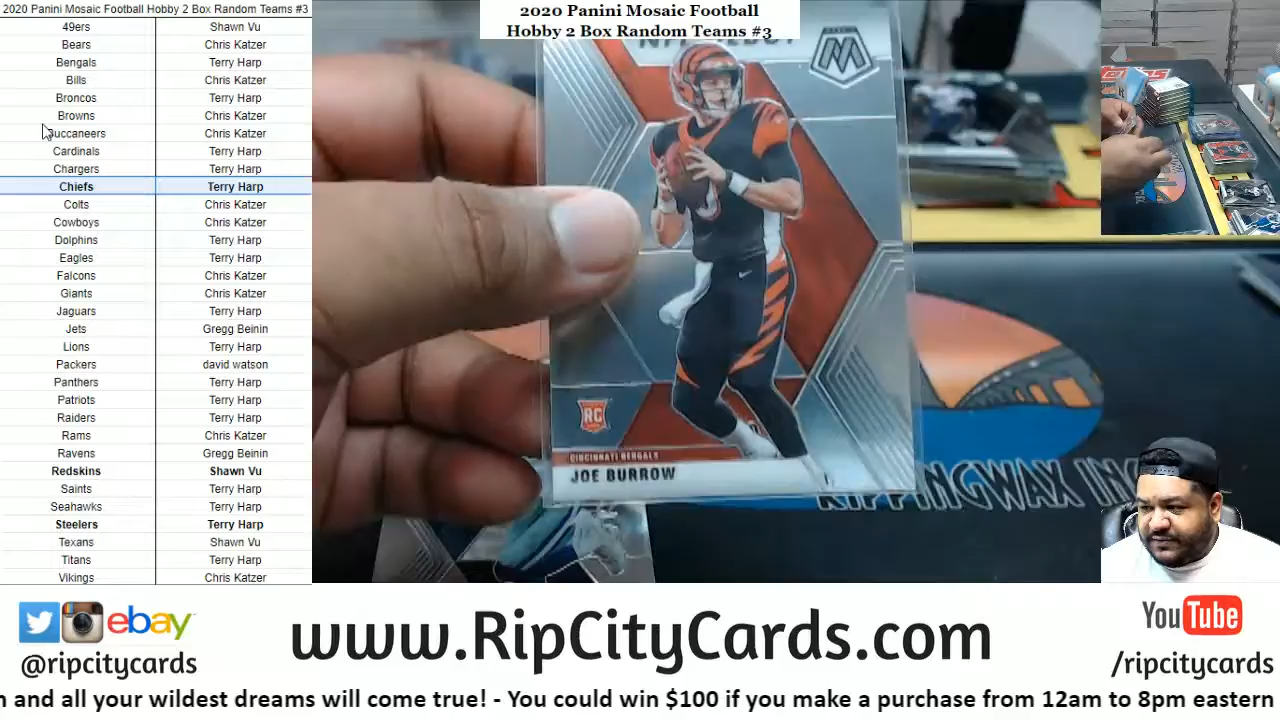 2020 Panini Mosaic Football Hobby 2 Box Random Teams #3
49ers Shawn Vu
Bears Chris Katzer
Bengals Terry Harp
Bills Chris Katzer
Broncos Terry Harp
Browns Chris Katzer
Buccaneers Chris Katzer
Cardinals Terry Harp
Chargers Terry Harp
Chiefs Terry Harp
Colts Chris Katzer
Cowboys Chris Katzer
Dolphins Terry Harp
Eagles Terry Harp
Falcons Chris Katzer
Giants Chris Katzer
Jaguars Terry Harp
Jets Gregg Beinin
Lions Terry Harp
Packers david watson
Panthers Terry Harp
Patriots Terry Harp
Raiders Terry Harp
Rams Chris Katzer
Ravens Gregg Beinin
Redskins Shawn Vu
Saints Terry Harp
Seahawks Terry Harp
Steelers Terry Harp
Texans Shawn Vu
Titans Terry Harp
Vikings Chris Katzer
2020 Panini Mosaic Football
Hobby 2 Box Random Teams #3
RC
CINCINNATI BENGALS
JOE BURROW
RIPPINGWAX INC
ebay
@ripcitycards
www.RipCityCards.com
YouTube
/ripcitycards
and all your wildest dreams will come true! - You could win $100 if you make a purchase from 12am to 8pm eastern